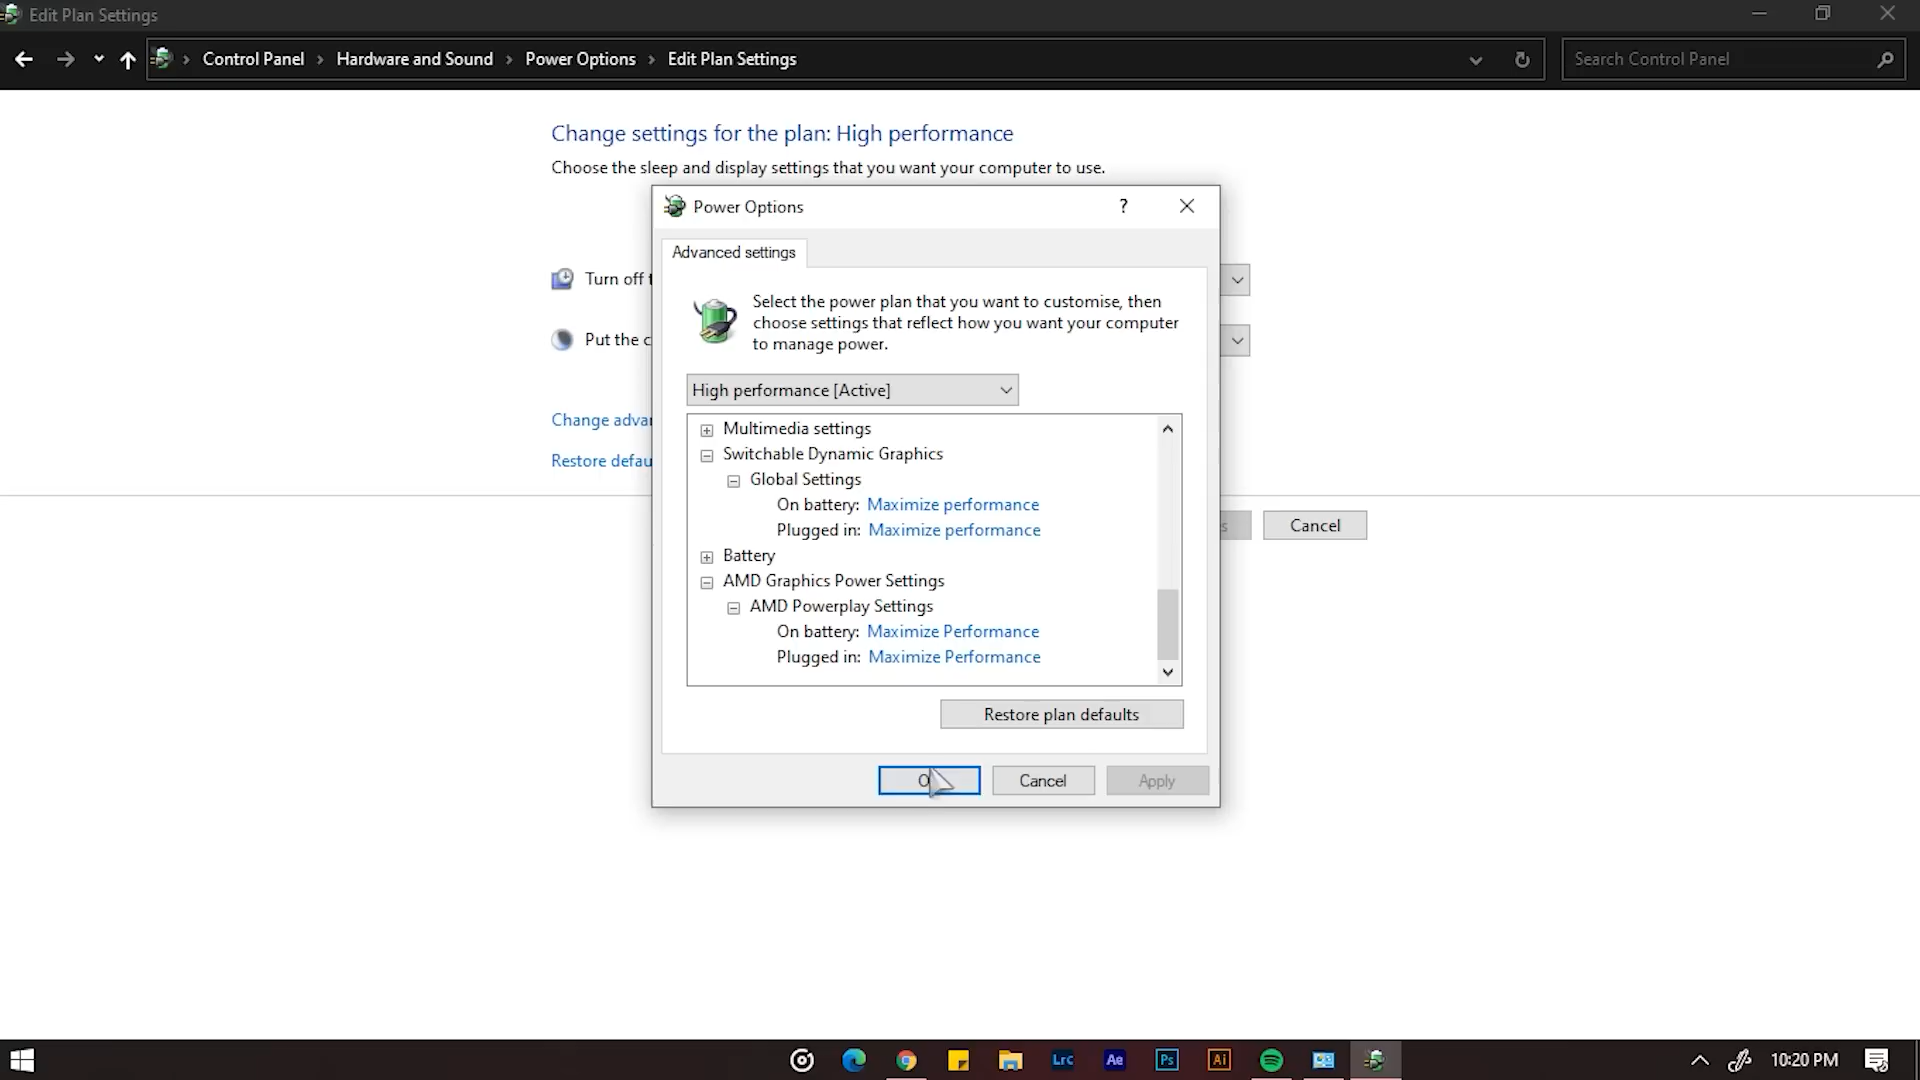 Edit Plan Settings
Control Panel
Hardware and Sound
Power Options
Edit Plan Settings
Search Control Panel
Change settings for the plan: High performance
Choose the sleep and display settings that you want your computer to use.
Power Options
?
Advanced settings
Turn off
Select the power plan that you want to customise, then
choose settings that reflect how you want your computer
to manage power.
Put the
High performance [Active]
Change
Multimedia settings
Switchable Dynamic Graphics
Restore
Global Settings
On battery: Maximize performance
Plugged in: Maximize performance
Cancel
Battery
AMD Graphics Power Settings
AMD Powerplay Settings
On battery: Maximize Performance
Plugged in: Maximize Performance
Restore plan defaults
Cancel
Apply
Lrc
Ae
Ps
Ai
10:20 PM